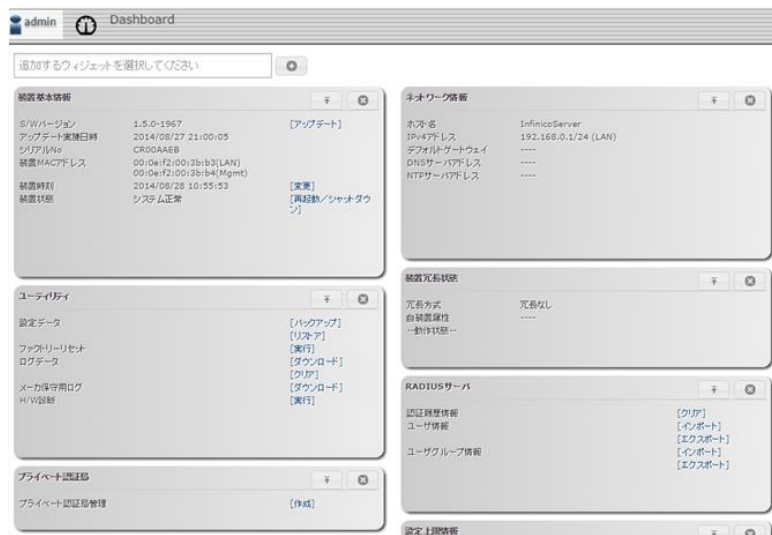 admin
Dashboard
追加するウィジェットを選択してください
装置基本情報
S/Wバージョン 1.5.0-1967 [アップデート]
アップデート実施日時 2014/08/27 21:00:05
シリアルNo CR00AAEB
装置MACアドレス 00:0e:f2:00:3b:b3(LAN)
00:0e:f2:00:3b:b4(Mgmt)
装置時刻 2014/08/28 10:55:53 [変更]
装置状態 システム正常 [再起動/シャットダウ
ン]
ユーティリティ
設定データ [バックアップ]
[リストア]
ファクトリーリセット [実行]
ログデータ [ダウンロード]
[クリア]
メーカ保守用ログ [ダウンロード]
H/W診断 [実行]
プライベート認証局
プライベート認証局管理 [作成]
ネットワーク情報
ホスト名 InfinicoServer
IPv4アドレス 192.168.0.1/24 (LAN)
デフォルトゲートウェイ ----
DNSサーバアドレス ----
NTPサーバアドレス ----
装置冗長状態
冗長方式 冗長なし
自装置属性 ----
--動作状態--
RADIUSサーバ
認証履歴情報 [クリア]
ユーザ情報 [インポート]
[エクスポート]
ユーザグループ情報 [インポート]
[エクスポート]
設定上限情報